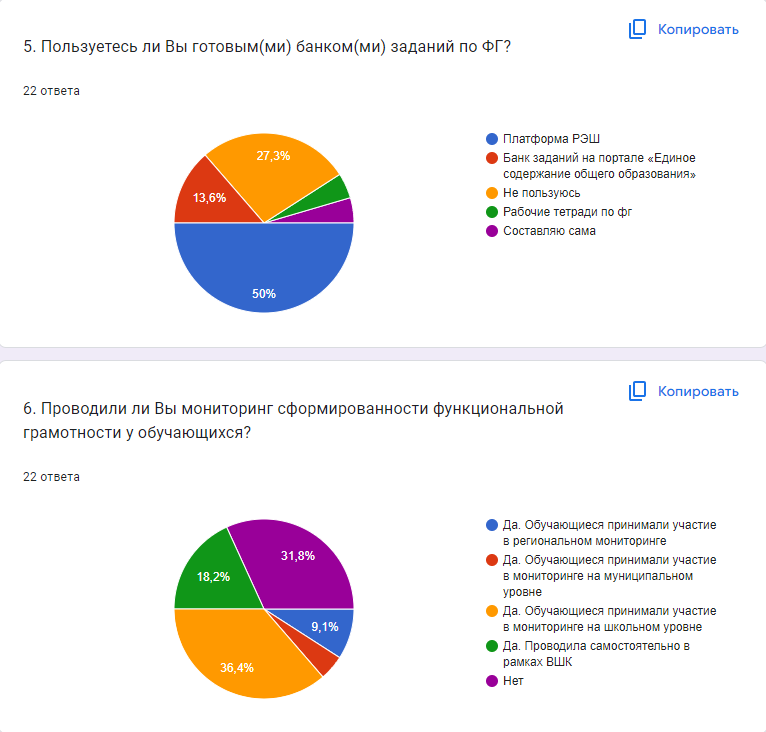 Копировать
5. Пользуетесь ли Вы готовым(ми) банком(ми) заданий по ФГ?
22 ответа
27,3%
13,6%
50%
Платформа РЭШ
Банк заданий на портале «Единое
содержание общего образования»
Не пользуюсь
Рабочие тетради по фг
Составляю сама
Копировать
6. Проводили ли Вы мониторинг сформированности функциональной
грамотности у обучающихся?
22 ответа
31,8%
18,2%
9,1%
36,4%
Да. Обучающиеся принимали участие
в региональном мониторинге
Да. Обучающиеся принимали участие
в мониторинге на муниципальном
уровне
Да. Обучающиеся принимали участие
в мониторинге на школьном уровне
Да. Проводила самостоятельно в
рамках ВШК
Нет